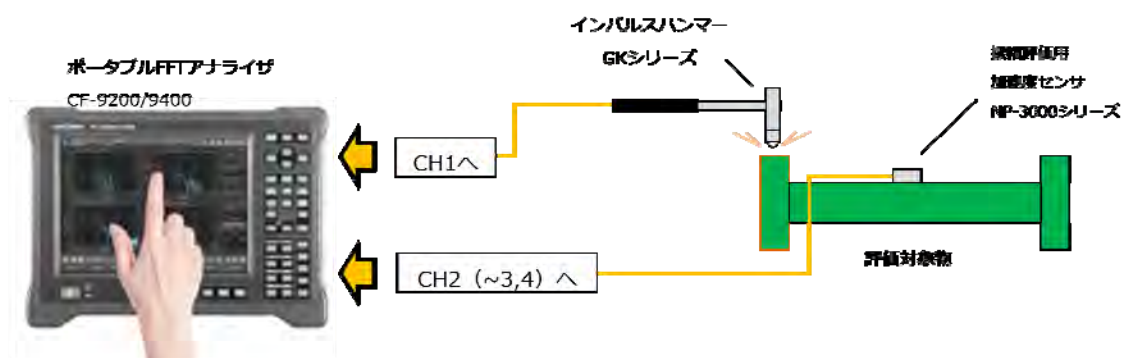 インパルスハンマー
GKシリーズ
ポータブルFFTアナライザ
CF-9200/9400
加速度センサ
NP-3000シリーズ
CH1へ
CH2（~3,4）へ
評価対象物